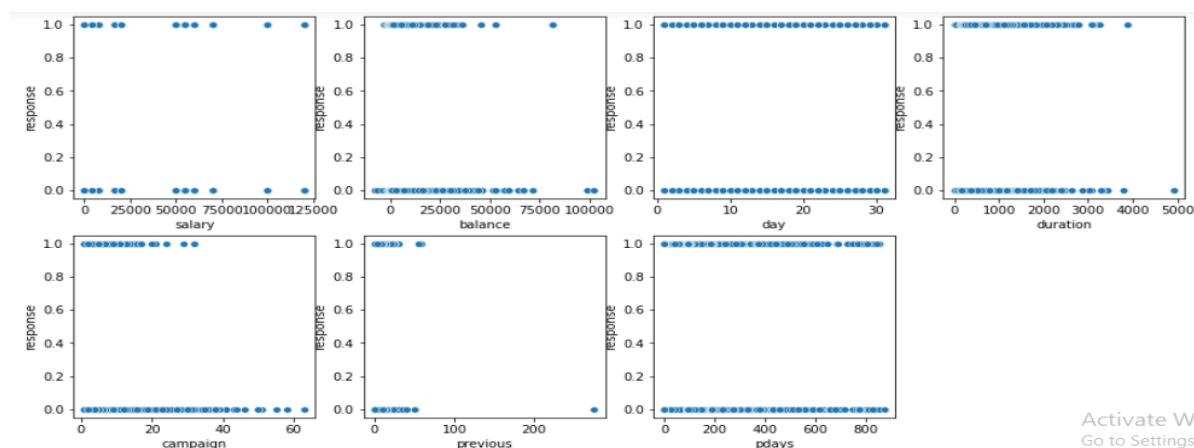 1.0 1.0 1.0 1.0
0.8 0.8 0.8 0.8
response response response response
0.6 0.6 0.6 0.6
0.4 0.4 0.4 0.4
0.2 0.2 0.2 0.2
0.0 0.0 0.0 0.0
0 25000 50000 75000 100000 125000 0 25000 50000 75000 100000 0 10 20 30 0 1000 2000 3000 4000 5000
salary balance day duration
1.0 1.0 1.0
0.8 0.8 0.8
response response response
0.6 0.6 0.6
0.4 0.4 0.4
0.2 0.2 0.2
0.0 0.0 0.0
0 20 40 60 0 100 200 0 200 400 600 800
campaign previous pdays
Activate W
Go to Settings